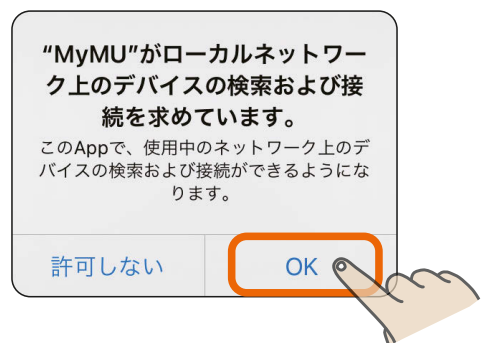 “MyMU”がローカルネットワー
ク上のデバイスの検索および接
続を求めています。
このAppで、使用中のネットワーク上のデ
バイスの検索および接続ができるようにな
ります。
許可しない
OK